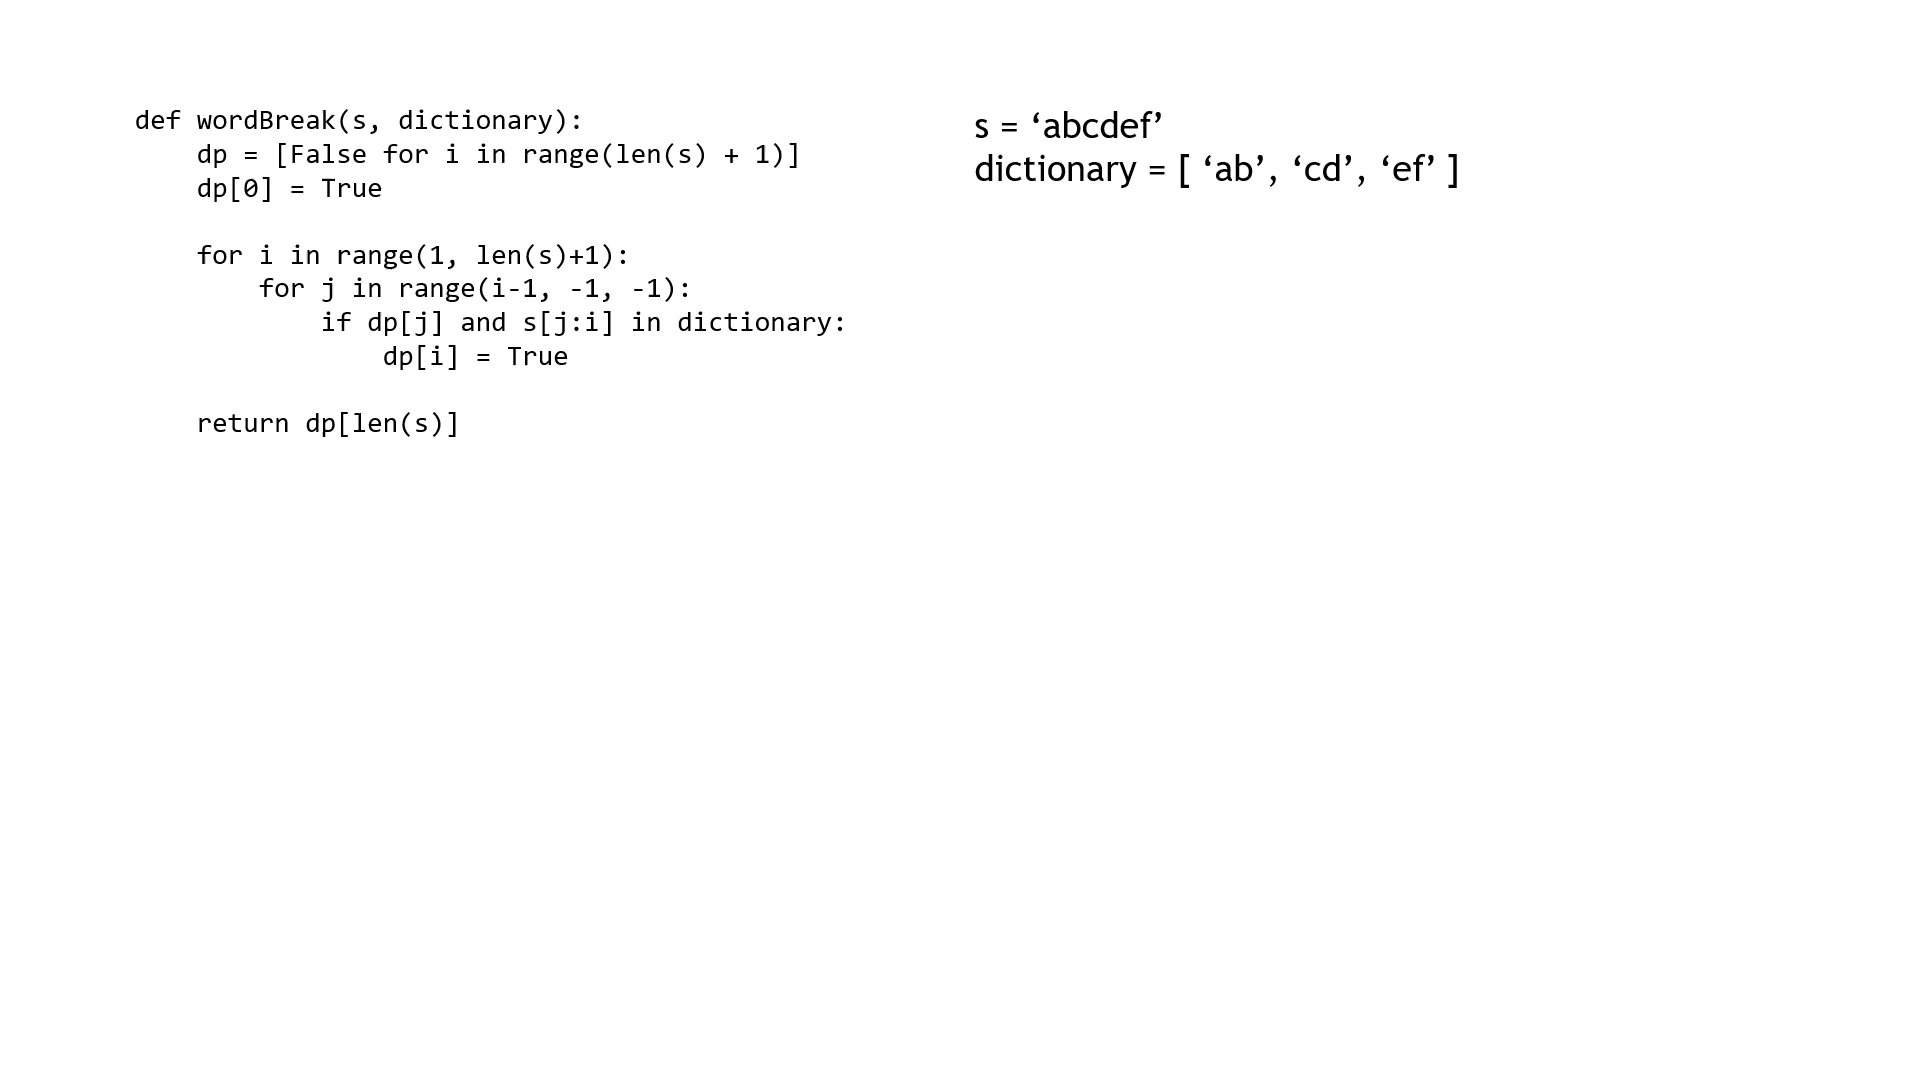 def wordBreak(s, dictionary):
    dp = [False for i in range(len(s) + 1)]
    dp[0] = True
    for i in range(1, len(s)+1):
        for j in range(i-1, -1, -1):
            if dp[j] and s[j:i] in dictionary:
                dp[i] = True
    return dp[len(s)]
s = ‘abcdef’
dictionary = [ ‘ab’, ‘cd’, ‘ef’ ]